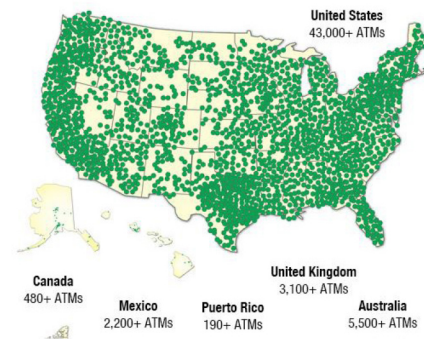 United States
43,000+ ATMs
United Kingdom
3,100+ ATMs
Canada
480+ ATMs
Mexico
2,200+ ATMs
Puerto Rico
190+ ATMs
Australia
5,500+ ATMs